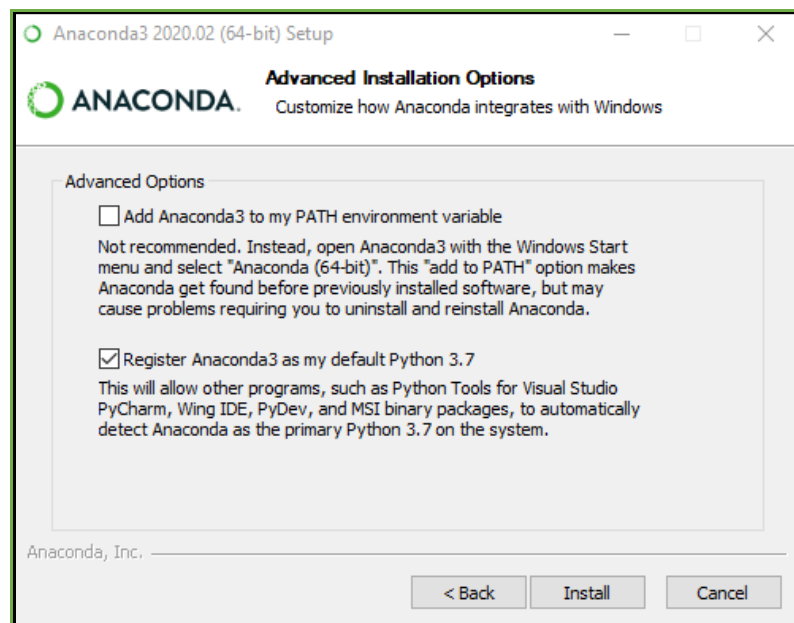 Anaconda3 2020.02 (64-bit) Setup
ANACONDA.
Advanced Installation Options
Customize how Anaconda integrates with Windows
Advanced Options
Add Anaconda3 to my PATH environment variable
Not recommended. Instead, open Anaconda3 with the Windows Start
menu and select "Anaconda (64-bit)". This "add to PATH" option makes
Anaconda get found before previously installed software, but may
cause problems requiring you to uninstall and reinstall Anaconda.
Register Anaconda3 as my default Python 3.7
This will allow other programs, such as Python Tools for Visual Studio
PyCharm, Wing IDE, PyDev, and MSI binary packages, to automatically
detect Anaconda as the primary Python 3.7 on the system.
Anaconda, Inc.
< Back
Install
Cancel